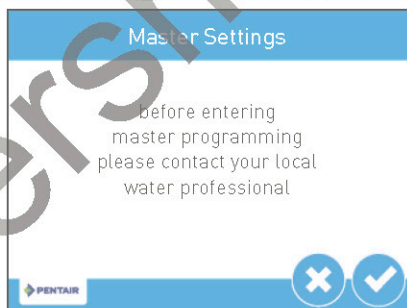 Master Settings
before entering
master programming
please contact your local
water professional
PENTAIR